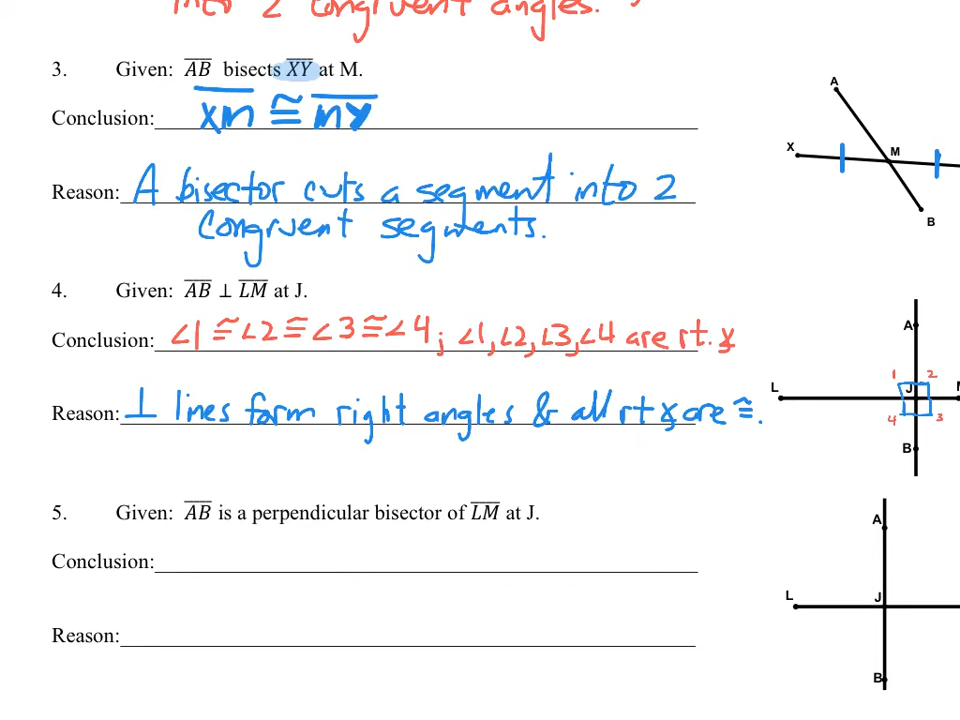 into 2 congruent angles.
3. Given: AB bisects XY at M.
Conclusion: XM ≅ MY
Reason: A bisector cuts a segment into 2
congruent segments.
A
X
M
B
4. Given: AB ⊥ LM at J.
Conclusion: ∠1 ≅ ∠2 ≅ ∠3 ≅ ∠4; ∠1, ∠2, ∠3, ∠4 are rt. ∡
Reason: ⊥ lines form right angles & all rt ∡ are ≅.
A
1 2
L J M
4 3
B
5. Given: AB is a perpendicular bisector of LM at J.
Conclusion:
Reason:
A
L J
B